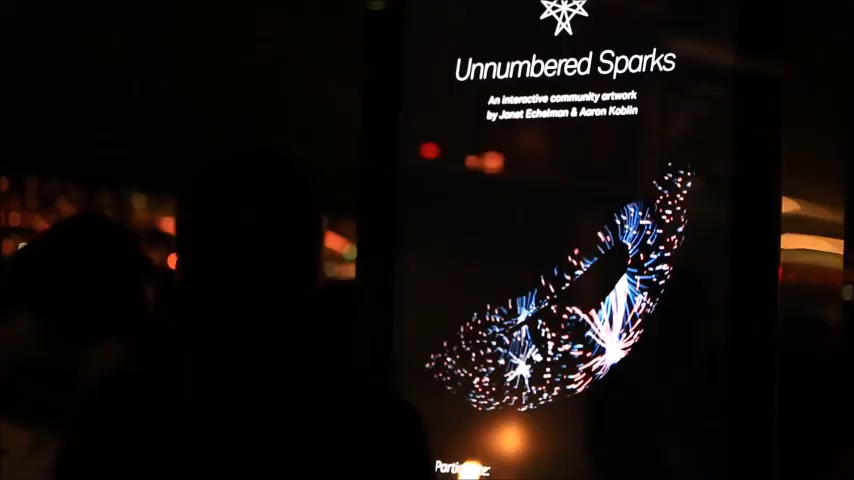 Unnumbered Sparks
An interactive community artwork
by Janet Echelman & Aaron Koblin